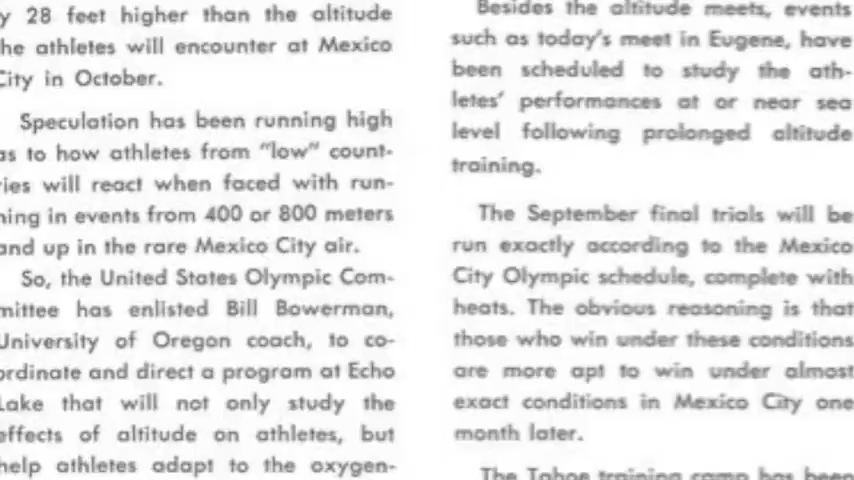 y 28 feet higher than the altitude
he athletes will encounter at Mexico
City in October.
Speculation has been running high
as to how athletes from "low" count-
ries will react when faced with run-
ning in events from 400 or 800 meters
and up in the rare Mexico City air.
So, the United States Olympic Com-
mittee has enlisted Bill Bowerman,
University of Oregon coach, to co-
ordinate and direct a program at Echo
Lake that will not only study the
effects of altitude on athletes, but
help athletes adapt to the oxygen-
Besides the altitude meets, events
such as today's meet in Eugene, have
been scheduled to study the ath-
letes' performances at or near sea
level following prolonged altitude
training.
The September final trials will be
run exactly according to the Mexico
City Olympic schedule, complete with
heats. The obvious reasoning is that
those who win under these conditions
are more apt to win under almost
exact conditions in Mexico City one
month later.
The Tahoe training camp has been